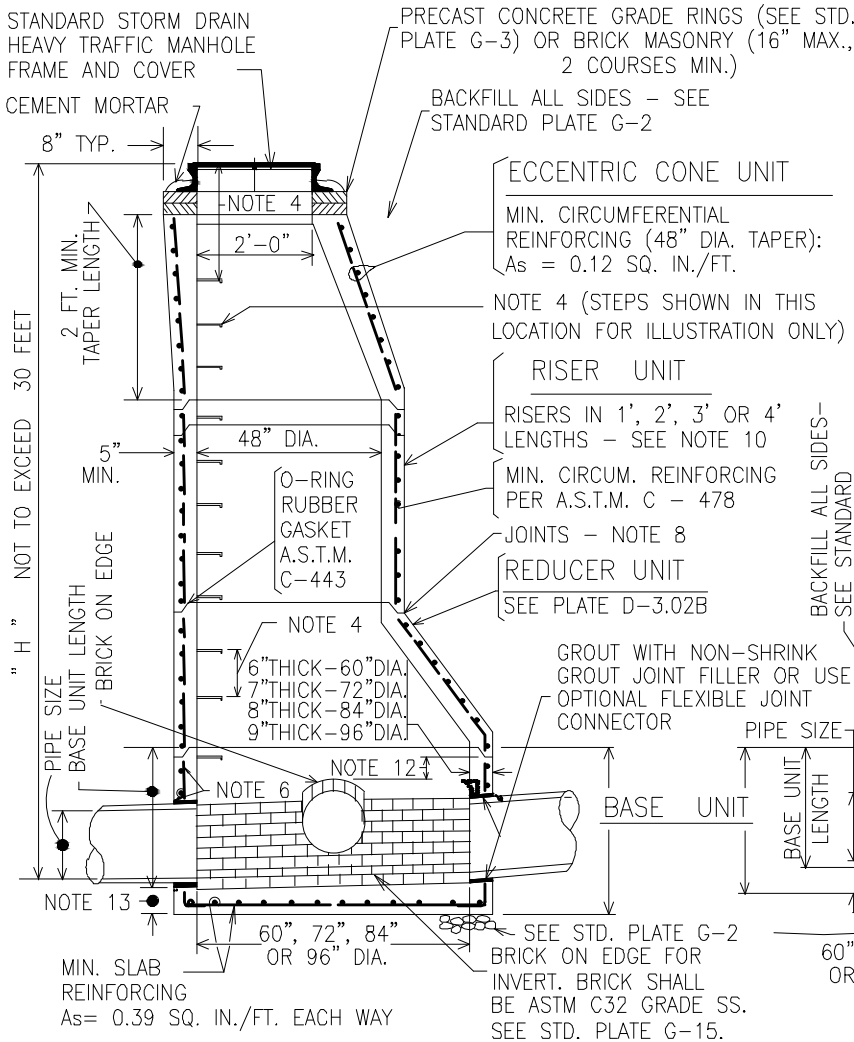 STANDARD STORM DRAIN
HEAVY TRAFFIC MANHOLE
FRAME AND COVER
CEMENT MORTAR
8" TYP.
PRECAST CONCRETE GRADE RINGS (SEE STD.
PLATE G-3) OR BRICK MASONRY (16" MAX.,
2 COURSES MIN.)
BACKFILL ALL SIDES - SEE
STANDARD PLATE G-2
ECCENTRIC CONE UNIT
MIN. CIRCUMFERENTIAL
REINFORCING (48" DIA. TAPER):
As = 0.12 SQ. IN./FT.
NOTE 4
2'-0"
2 FT. MIN.
TAPER LENGTH
NOTE 4 (STEPS SHOWN IN THIS
LOCATION FOR ILLUSTRATION ONLY)
RISER UNIT
RISERS IN 1', 2', 3' OR 4'
LENGTHS - SEE NOTE 10
5"
MIN.
48" DIA.
MIN. CIRCUM. REINFORCING
PER A.S.T.M. C - 478
O-RING
RUBBER
GASKET
A.S.T.M.
C-443
JOINTS - NOTE 8
REDUCER UNIT
SEE PLATE D-3.02B
" H " NOT TO EXCEED 30 FEET
BRICK ON EDGE
BASE UNIT LENGTH
PIPE SIZE
NOTE 4
6"THICK-60"DIA.
7"THICK-72"DIA.
8"THICK-84"DIA.
9"THICK-96"DIA.
GROUT WITH NON-SHRINK
GROUT JOINT FILLER OR USE
OPTIONAL FLEXIBLE JOINT
CONNECTOR
BACKFILL ALL SIDES-
SEE STANDARD
PIPE SIZE
BASE UNIT
LENGTH
NOTE 12
NOTE 6
BASE UNIT
NOTE 13
60", 72", 84"
OR 96" DIA.
SEE STD. PLATE G-2
BRICK ON EDGE FOR
INVERT. BRICK SHALL
BE ASTM C32 GRADE SS.
SEE STD. PLATE G-15.
MIN. SLAB
REINFORCING
As= 0.39 SQ. IN./FT. EACH WAY
60"
OR